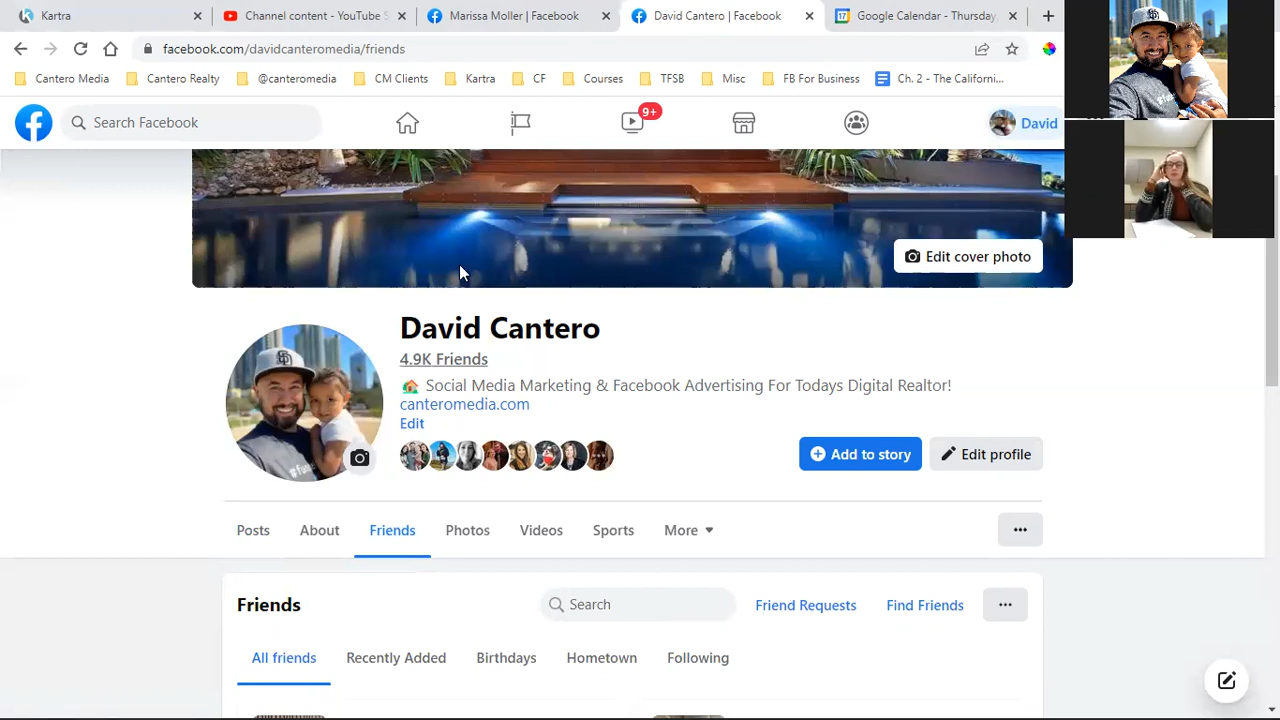 Kartra
Channel content - YouTube S
Marissa Moller | Facebook
David Cantero | Facebook
Google Calendar - Thursday,
17
facebook.com/davidcanteromedia/friends
Cantero Media
Cantero Realty
@canteromedia
CM Clients
Kartra
CF
Courses
TFSB
Misc
FB For Business
Ch. 2 - The Californi...
Search Facebook
9+
David
Edit cover photo
David Cantero
4.9K Friends
Social Media Marketing & Facebook Advertising For Todays Digital Realtor!
canteromedia.com
Edit
Add to story
Edit profile
Posts
About
Friends
Photos
Videos
Sports
More
Friends
Search
Friend Requests
Find Friends
All friends
Recently Added
Birthdays
Hometown
Following